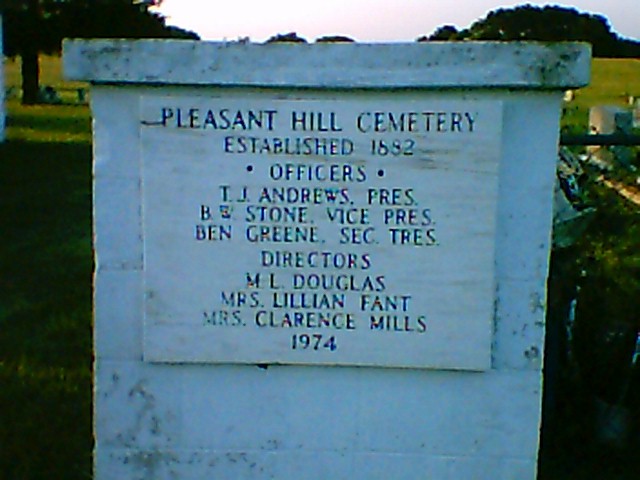 PLEASANT HILL CEMETERY
ESTABLISHED 1882
• OFFICERS •
T. J. ANDREWS, PRES.
B. W. STONE, VICE PRES.
BEN GREENE, SEC. TRES.
DIRECTORS
M L. DOUGLAS
MRS. LILLIAN FANT
MRS. CLARENCE MILLS
1974